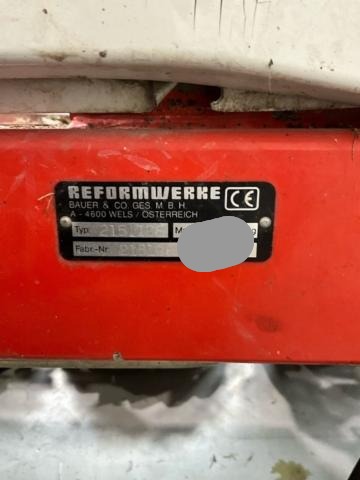 REFORMWERKE
BAUER & CO. GES. M. B. H.
A - 4600 WELS / ÖSTERREICH
CE
Typ:
Fabr.-Nr.